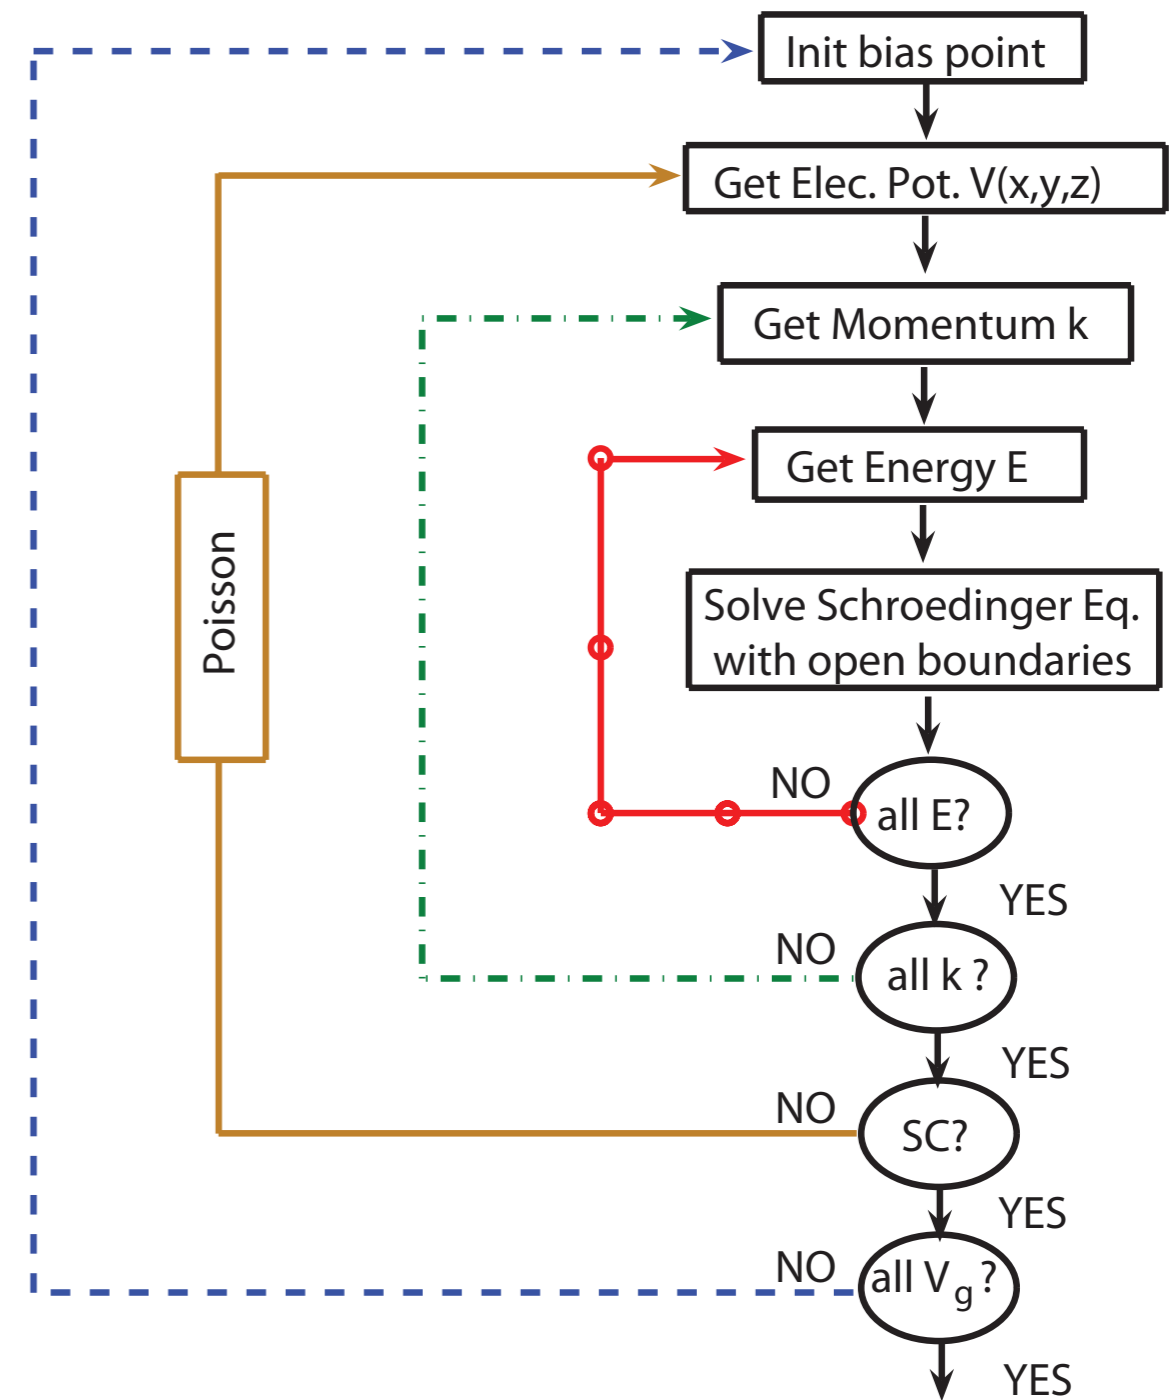 Init bias point
Get Elec. Pot. V(x,y,z)
Get Momentum k
Get Energy E
Poisson
Solve Schroedinger Eq.
with open boundaries
NO
all E?
YES
NO
all k ?
YES
NO
SC?
YES
NO
all Vg?
YES